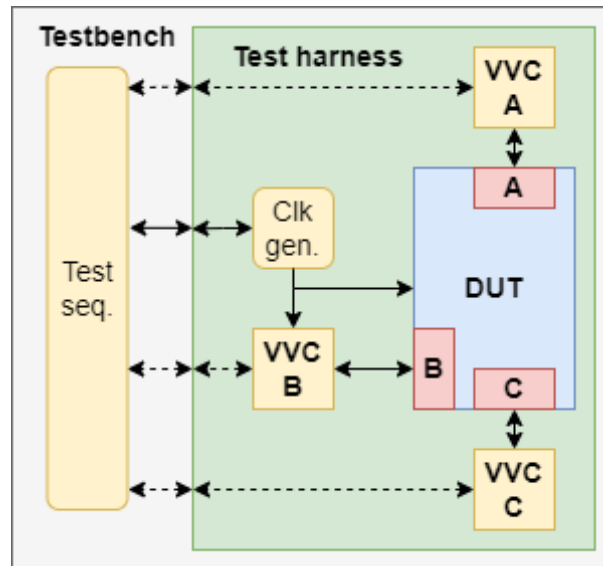 Testbench
Test harness
VVC
A
A
Clk
gen.
Test
seq.
DUT
VVC
B
B
C
VVC
C